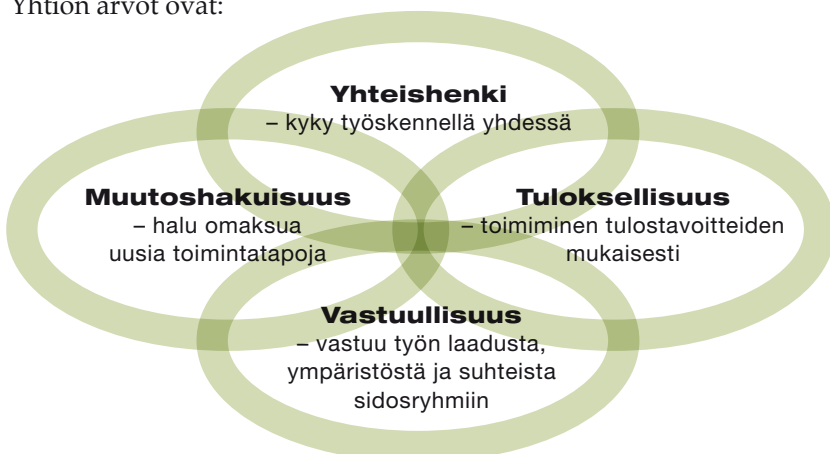 Yhtiön arvot ovat:
Yhteishenki
– kyky työskennellä yhdessä
Muutoshakuisuus
– halu omaksua
uusia toimintatapoja
Tuloksellisuus
– toimiminen tulostavoitteiden
mukaisesti
Vastuullisuus
– vastuu työn laadusta,
ympäristöstä ja suhteista
sidosryhmiin